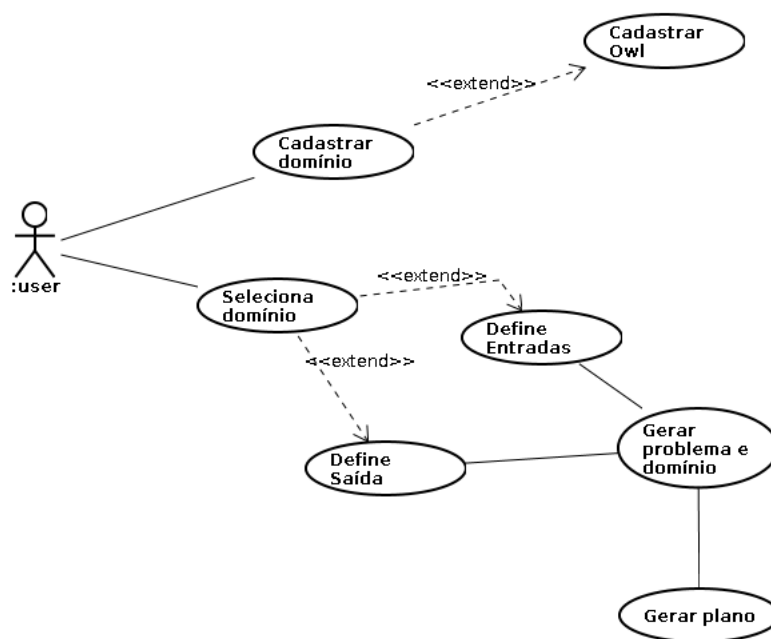 Cadastrar
Owl
<<extend>>
Cadastrar
domínio
:user
<<extend>>
Seleciona
domínio
Define
Entradas
<<extend>>
Gerar
problema e
domínio
Define
Saída
Gerar plano